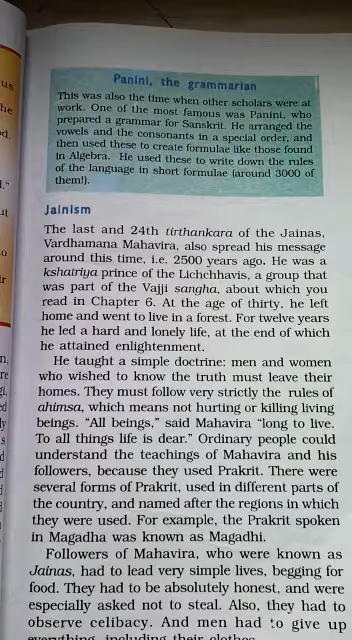 Panini, the grammarian
This was also the time when other scholars were at
work. One of the most famous was Panini, who
prepared a grammar for Sanskrit. He arranged the
vowels and the consonants in a special order, and
then used these to create formulae like those found
in Algebra. He used these to write down the rules
of the language in short formulae (around 3000 of
them!).
Jainism
The last and 24th tirthankara of the Jainas,
Vardhamana Mahavira, also spread his message
around this time, i.e. 2500 years ago. He was a
kshatriya prince of the Lichchhavis, a group that
was part of the Vajji sangha, about which you
read in Chapter 6. At the age of thirty, he left
home and went to live in a forest. For twelve years
he led a hard and lonely life, at the end of which
he attained enlightenment.
He taught a simple doctrine: men and women
who wished to know the truth must leave their
homes. They must follow very strictly the rules of
ahimsa, which means not hurting or killing living
beings. "All beings," said Mahavira "long to live.
To all things life is dear." Ordinary people could
understand the teachings of Mahavira and his
followers, because they used Prakrit. There were
several forms of Prakrit, used in different parts of
the country, and named after the regions in which
they were used. For example, the Prakrit spoken
in Magadha was known as Magadhi.
Followers of Mahavira, who were known as
Jainas, had to lead very simple lives, begging for
food. They had to be absolutely honest, and were
especially asked not to steal. Also, they had to
observe celibacy. And men had to give up
everything, including their clothes.